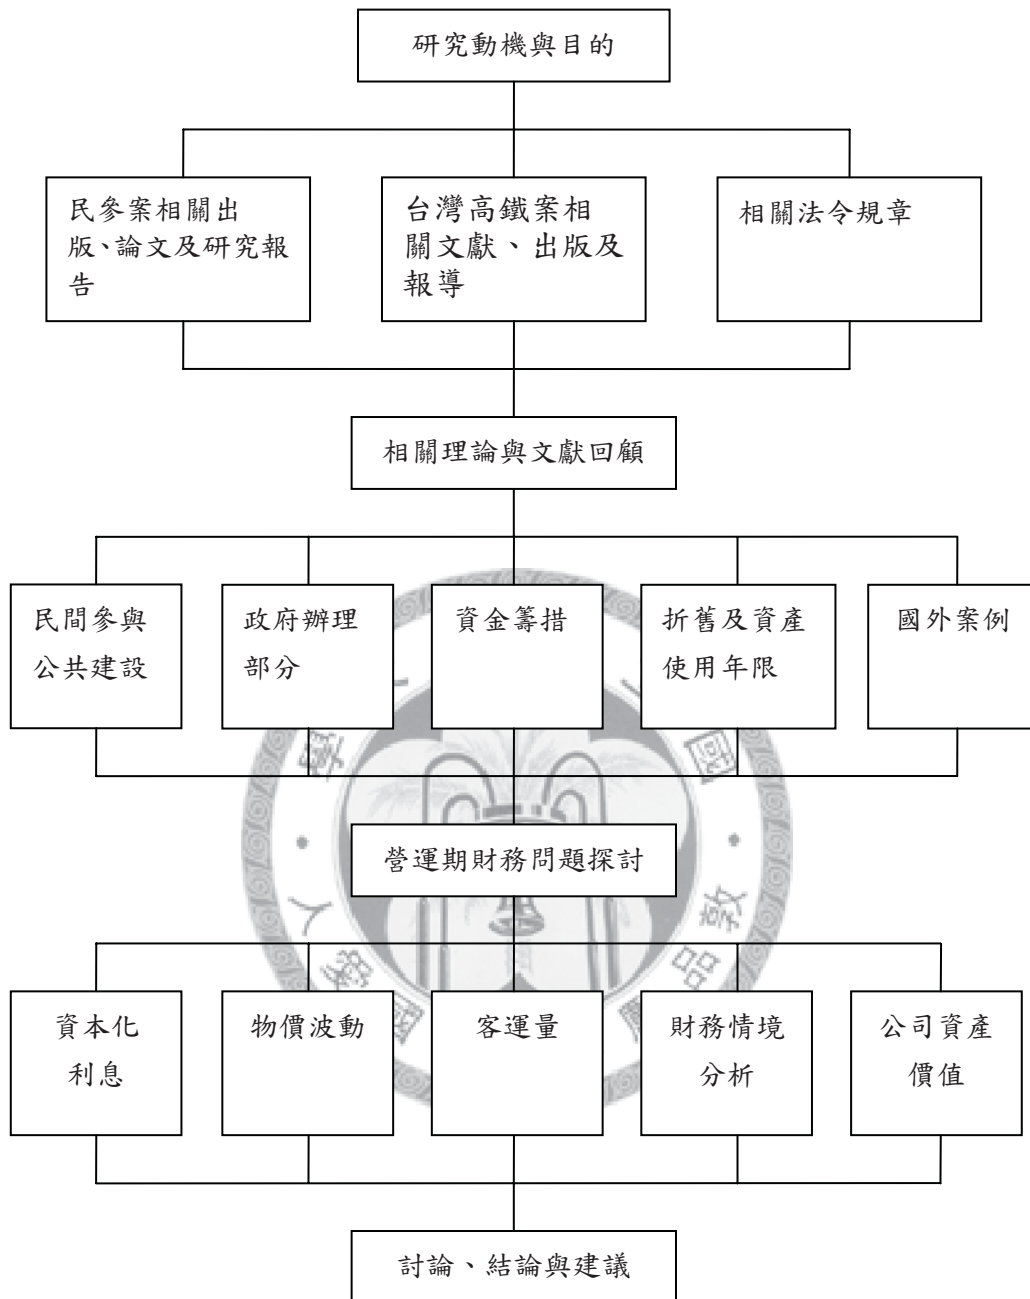 研究動機與目的
民參案相關出
版、論文及研究報
告
台灣高鐵案相
關文獻、出版及
報導
相關法令規章
相關理論與文獻回顧
民間參與
公共建設
政府辦理
部分
資金籌措
折舊及資產
使用年限
國外案例
營運期財務問題探討
資本化
利息
物價波動
客運量
財務情境
分析
公司資產
價值
討論、結論與建議